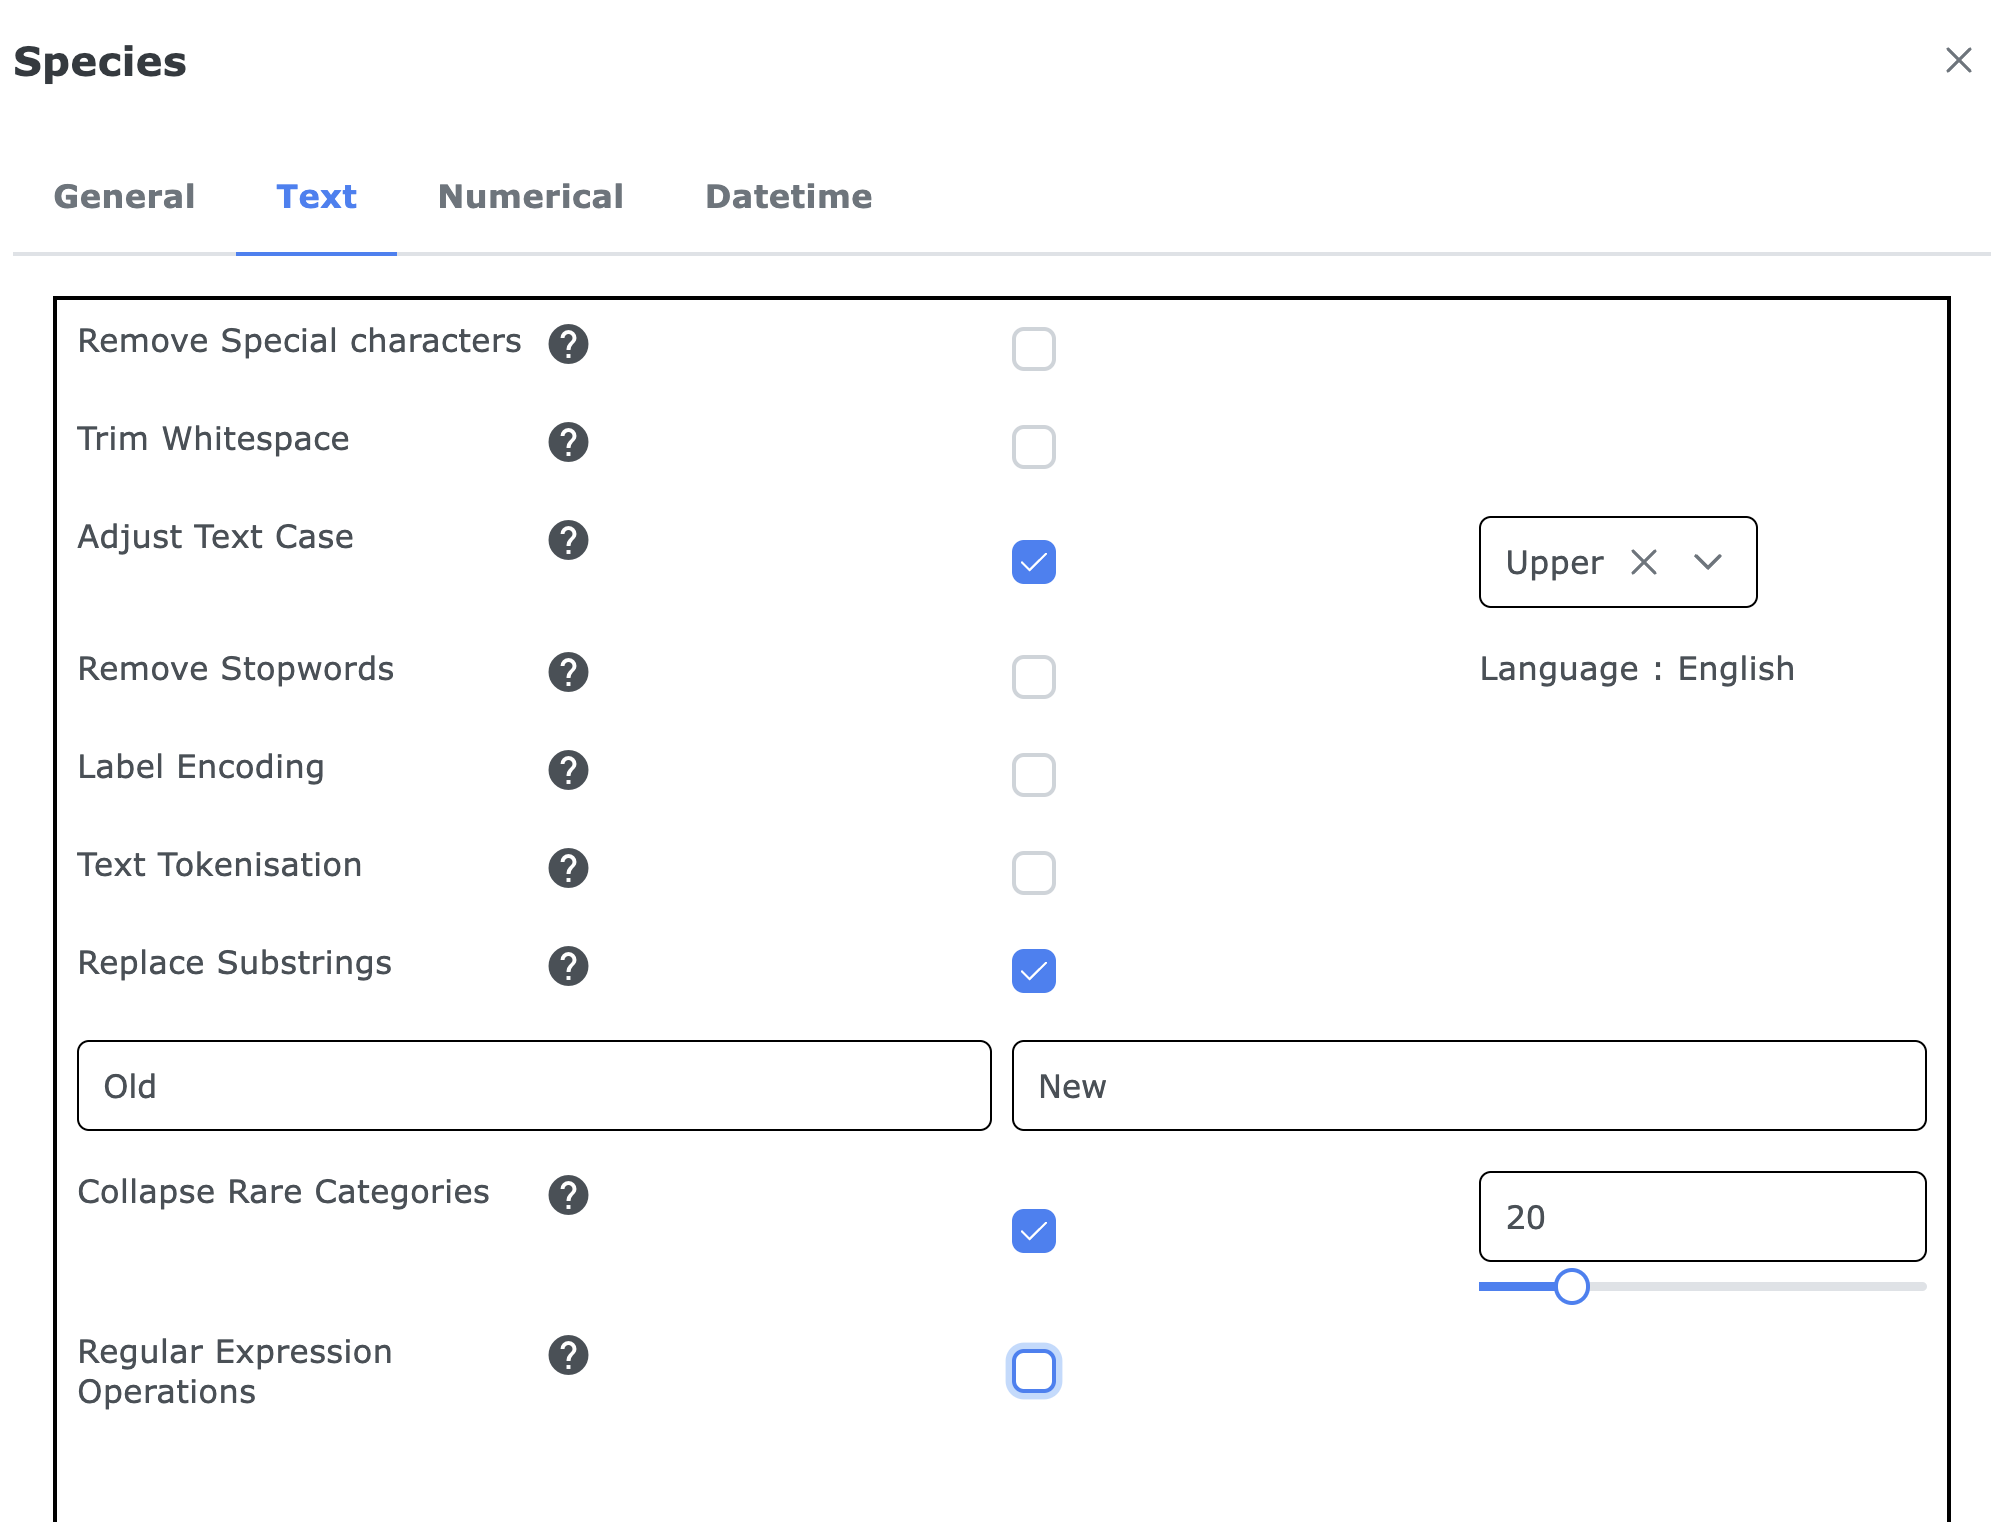 Species
General Text Numerical Datetime
Remove Special characters ?
Trim Whitespace ?
Adjust Text Case ? Upper
Remove Stopwords ? Language : English
Label Encoding ?
Text Tokenisation ?
Replace Substrings ?
Old New
Collapse Rare Categories ? 20
Regular Expression ?
Operations